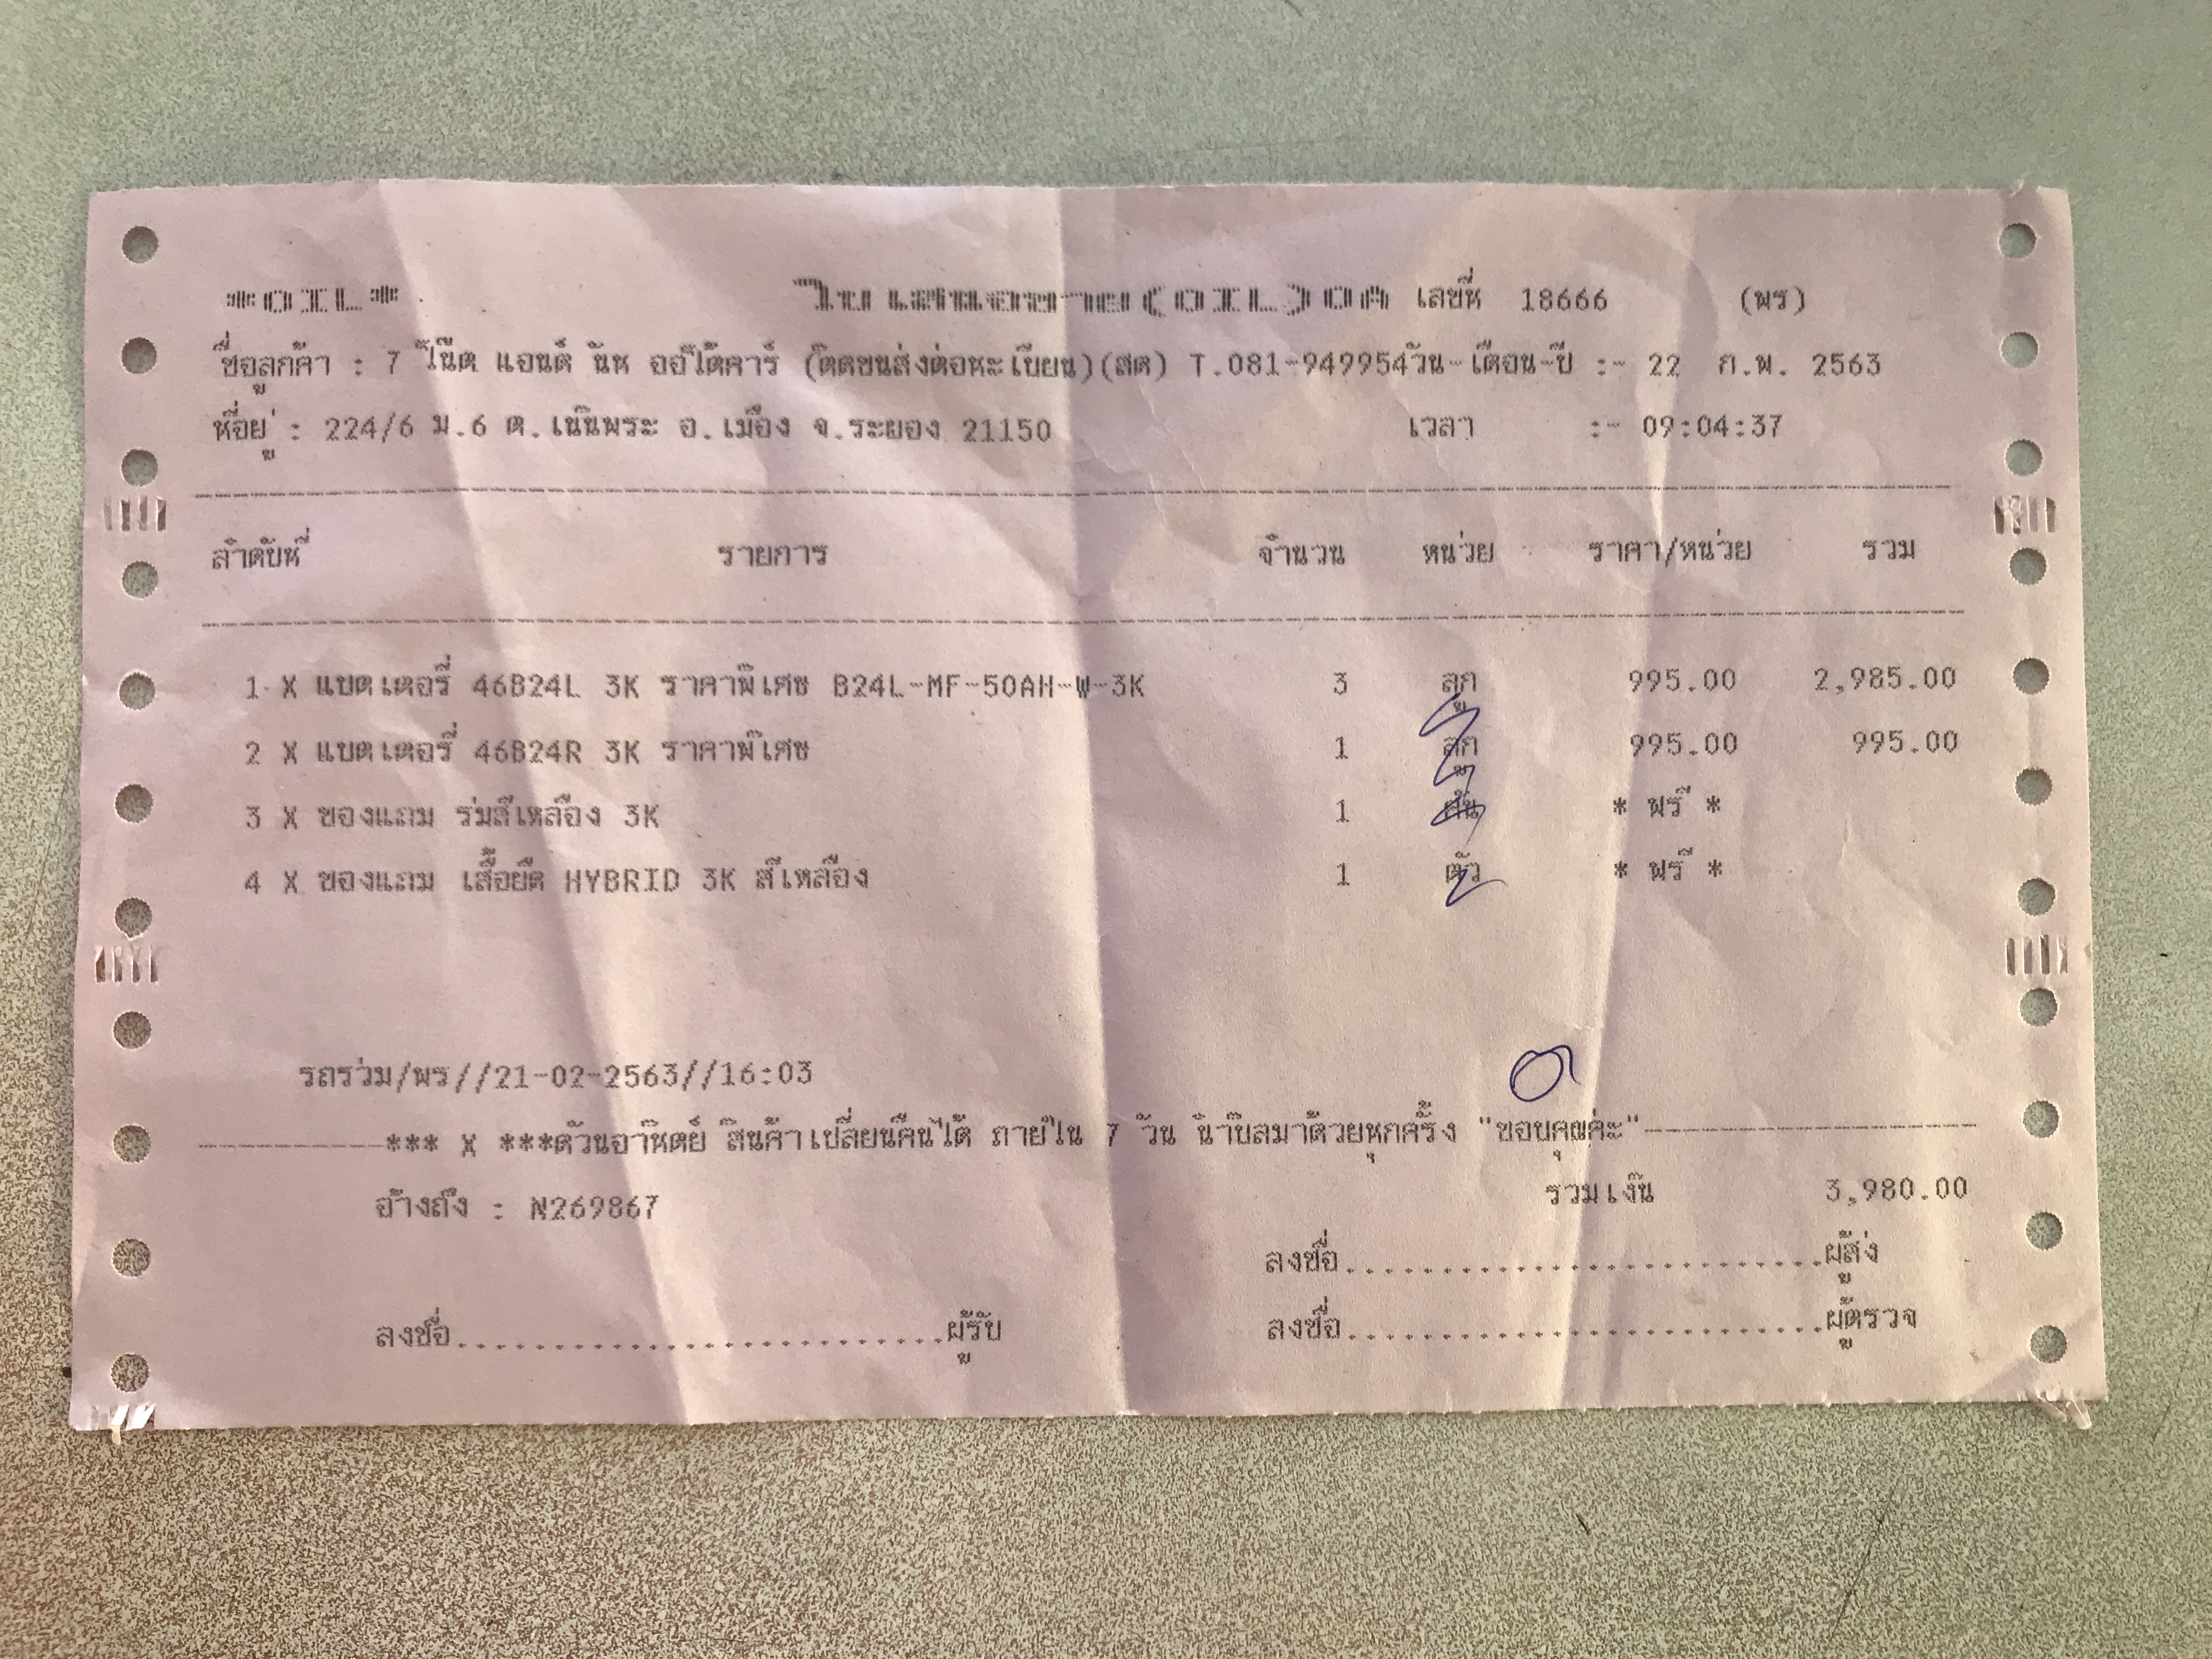 *OIL* ใบเสนอขาย(OIL)OA เลขที่ 18666 (พร)
ชื่อลูกค้า : 7 โน๊ต แอนด์ นัท ออโต้คาร์ (ติดขนส่งต่อทะเบียน)(สด) T.081-949954วัน-เดือน-ปี :- 22 ก.พ. 2563
ที่อยู่ : 224/6 ม.6 ต.เนินพระ อ.เมือง จ.ระยอง 21150 เวลา :- 09:04:37
ลำดับที่ รายการ จำนวน หน่วย ราคา/หน่วย รวม
1 X แบตเตอรี่ 46B24L 3K ราคาพิเศษ B24L-MF-50AH-W-3K 3 ลูก 995.00 2,985.00
2 X แบตเตอรี่ 46B24R 3K ราคาพิเศษ 1 ลูก 995.00 995.00
3 X ของแถม ร่มสีเหลือง 3K 1 คัน * ฟรี *
4 X ของแถม เสื้อยืด HYBRID 3K สีเหลือง 1 ตัว * ฟรี *
รถร่วม/พร//21-02-2563//16:03
*** X ***ตัวนอาทิตย์ สินค้าเปลี่ยนคืนได้ ภายใน 7 วัน นำบิลมาด้วยทุกครั้ง "ขอบคุณค่ะ"
อ้างถึง : N269867 รวมเงิน 3,980.00
ลงชื่อ..............................ผู้ส่ง
ลงชื่อ..............................ผู้รับ ลงชื่อ..............................ผู้ตรวจ